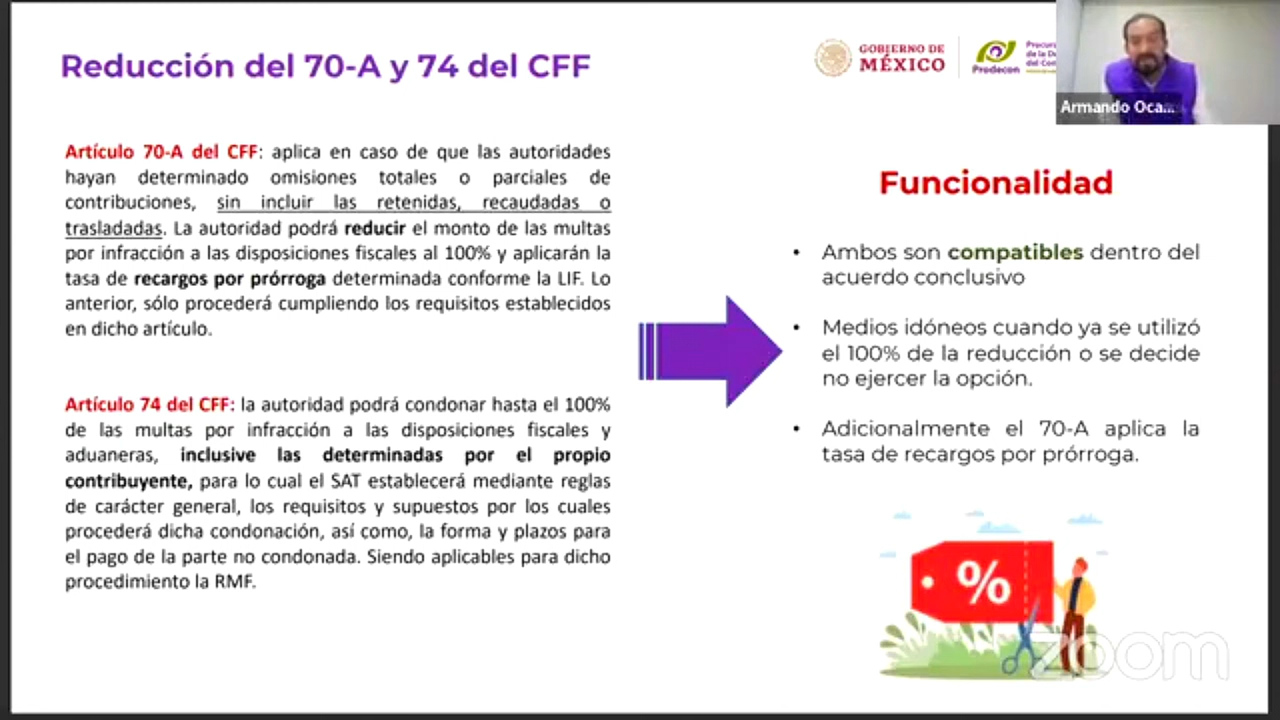 Reducción del 70-A y 74 del CFF
GOBIERNO DE
MÉXICO
Prodecon
Armando Oca...
Artículo 70-A del CFF: aplica en caso de que las autoridades
hayan determinado omisiones totales o parciales de
contribuciones, sin incluir las retenidas, recaudadas o
trasladadas. La autoridad podrá reducir el monto de las multas
por infracción a las disposiciones fiscales al 100% y aplicarán la
tasa de recargos por prórroga determinada conforme la LIF. Lo
anterior, sólo procederá cumpliendo los requisitos establecidos
en dicho artículo.
Artículo 74 del CFF: la autoridad podrá condonar hasta el 100%
de las multas por infracción a las disposiciones fiscales y
aduaneras, inclusive las determinadas por el propio
contribuyente, para lo cual el SAT establecerá mediante reglas
de carácter general, los requisitos y supuestos por los cuales
procederá dicha condonación, así como, la forma y plazos para
el pago de la parte no condonada. Siendo aplicables para dicho
procedimiento la RMF.
Funcionalidad
• Ambos son compatibles dentro del
acuerdo conclusivo
• Medios idóneos cuando ya se utilizó
el 100% de la reducción o se decide
no ejercer la opción.
• Adicionalmente el 70-A aplica la
tasa de recargos por prórroga.
%
zoom